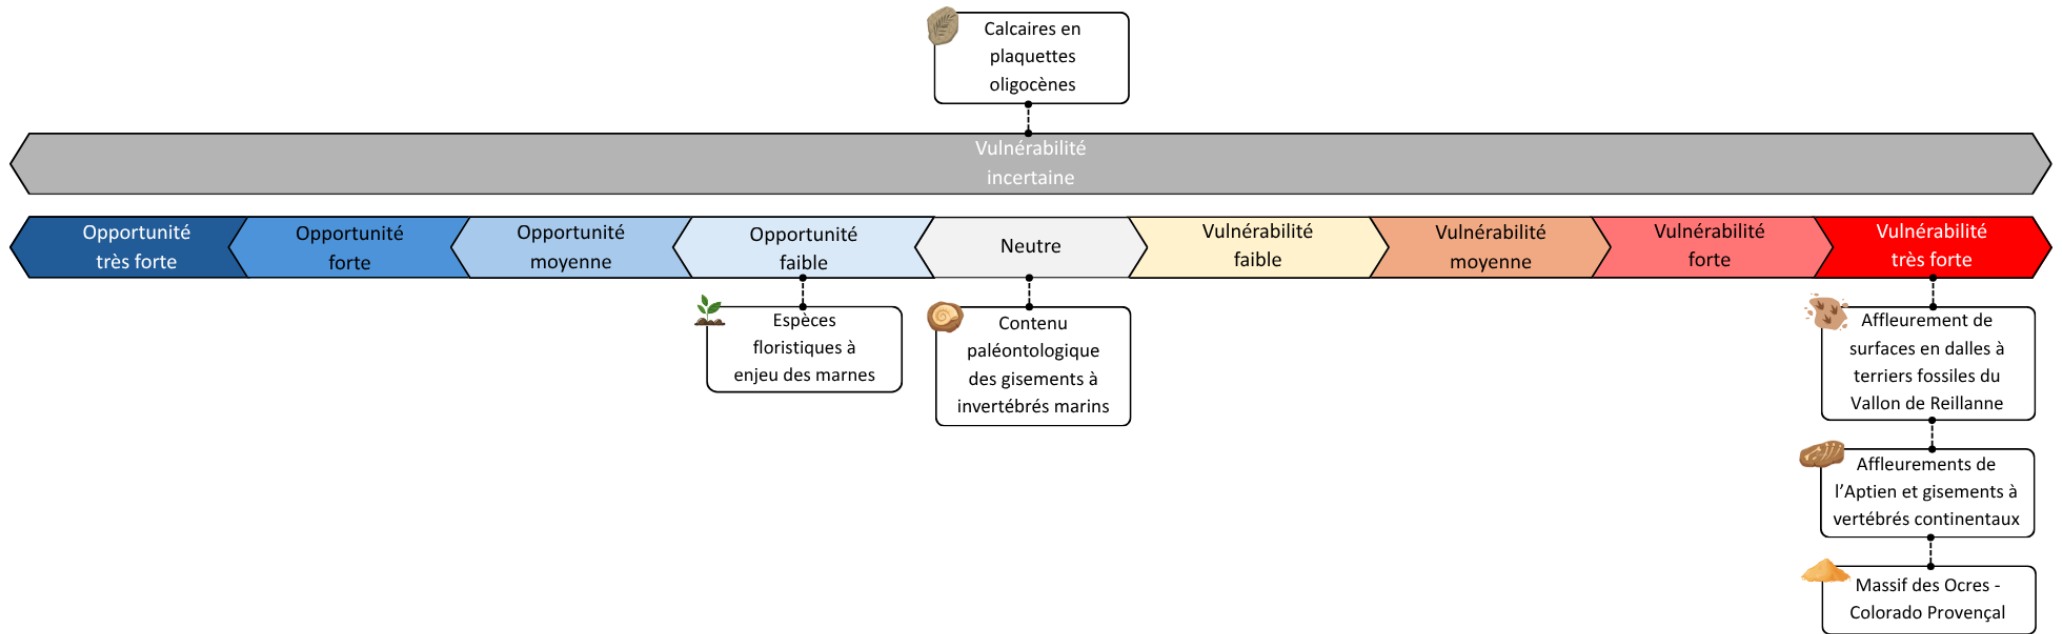 Calcaires en
plaquettes
oligocènes
Vulnérabilité
incertaine
Opportunité
très forte
Opportunité
forte
Opportunité
moyenne
Opportunité
faible
Neutre
Vulnérabilité
faible
Vulnérabilité
moyenne
Vulnérabilité
forte
Vulnérabilité
très forte
Espèces
floristiques à
enjeu des marnes
Contenu
paléontologique
des gisements à
invertébrés marins
Affleurement de
surfaces en dalles à
terriers fossiles du
Vallon de Reillanne
Affleurements de
l'Aptien et gisements à
vertébrés continentaux
Massif des Ocres -
Colorado Provençal